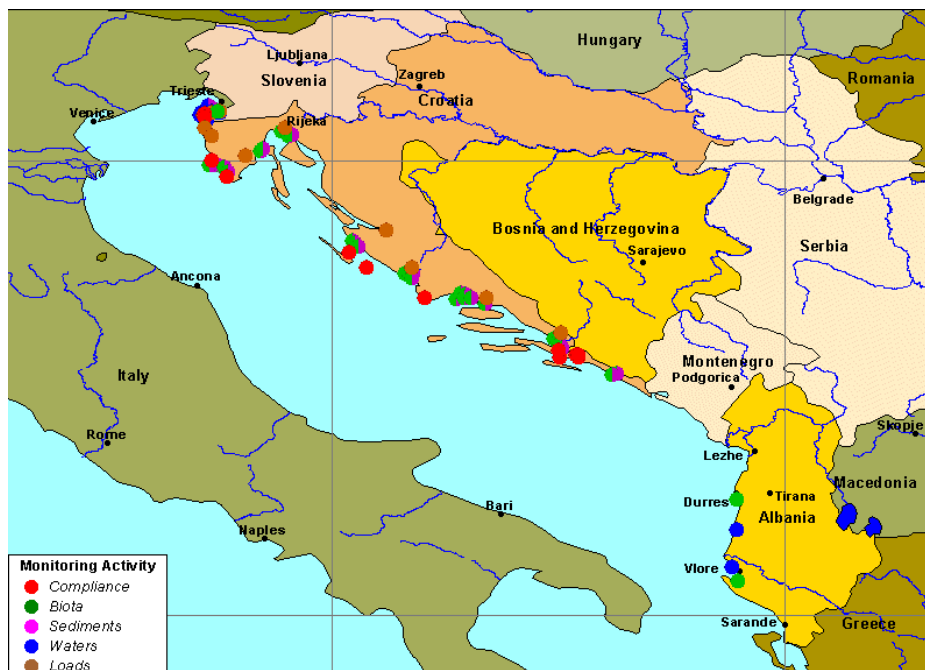 Hungary
Ljubljana
Slovenia
Zagreb
Croatia
Romania
Trieste
Venice
Rijeka
Belgrade
Bosnia and Herzegovina
Sarajevo
Serbia
Ancona
Montenegro
Podgorica
Italy
Rome
Skopje
Lezhe
Macedonia
Tirana
Durres
Albania
Bari
Naples
Vlore
Sarande
Greece
Monitoring Activity
Compliance
Biota
Sediments
Waters
Loads